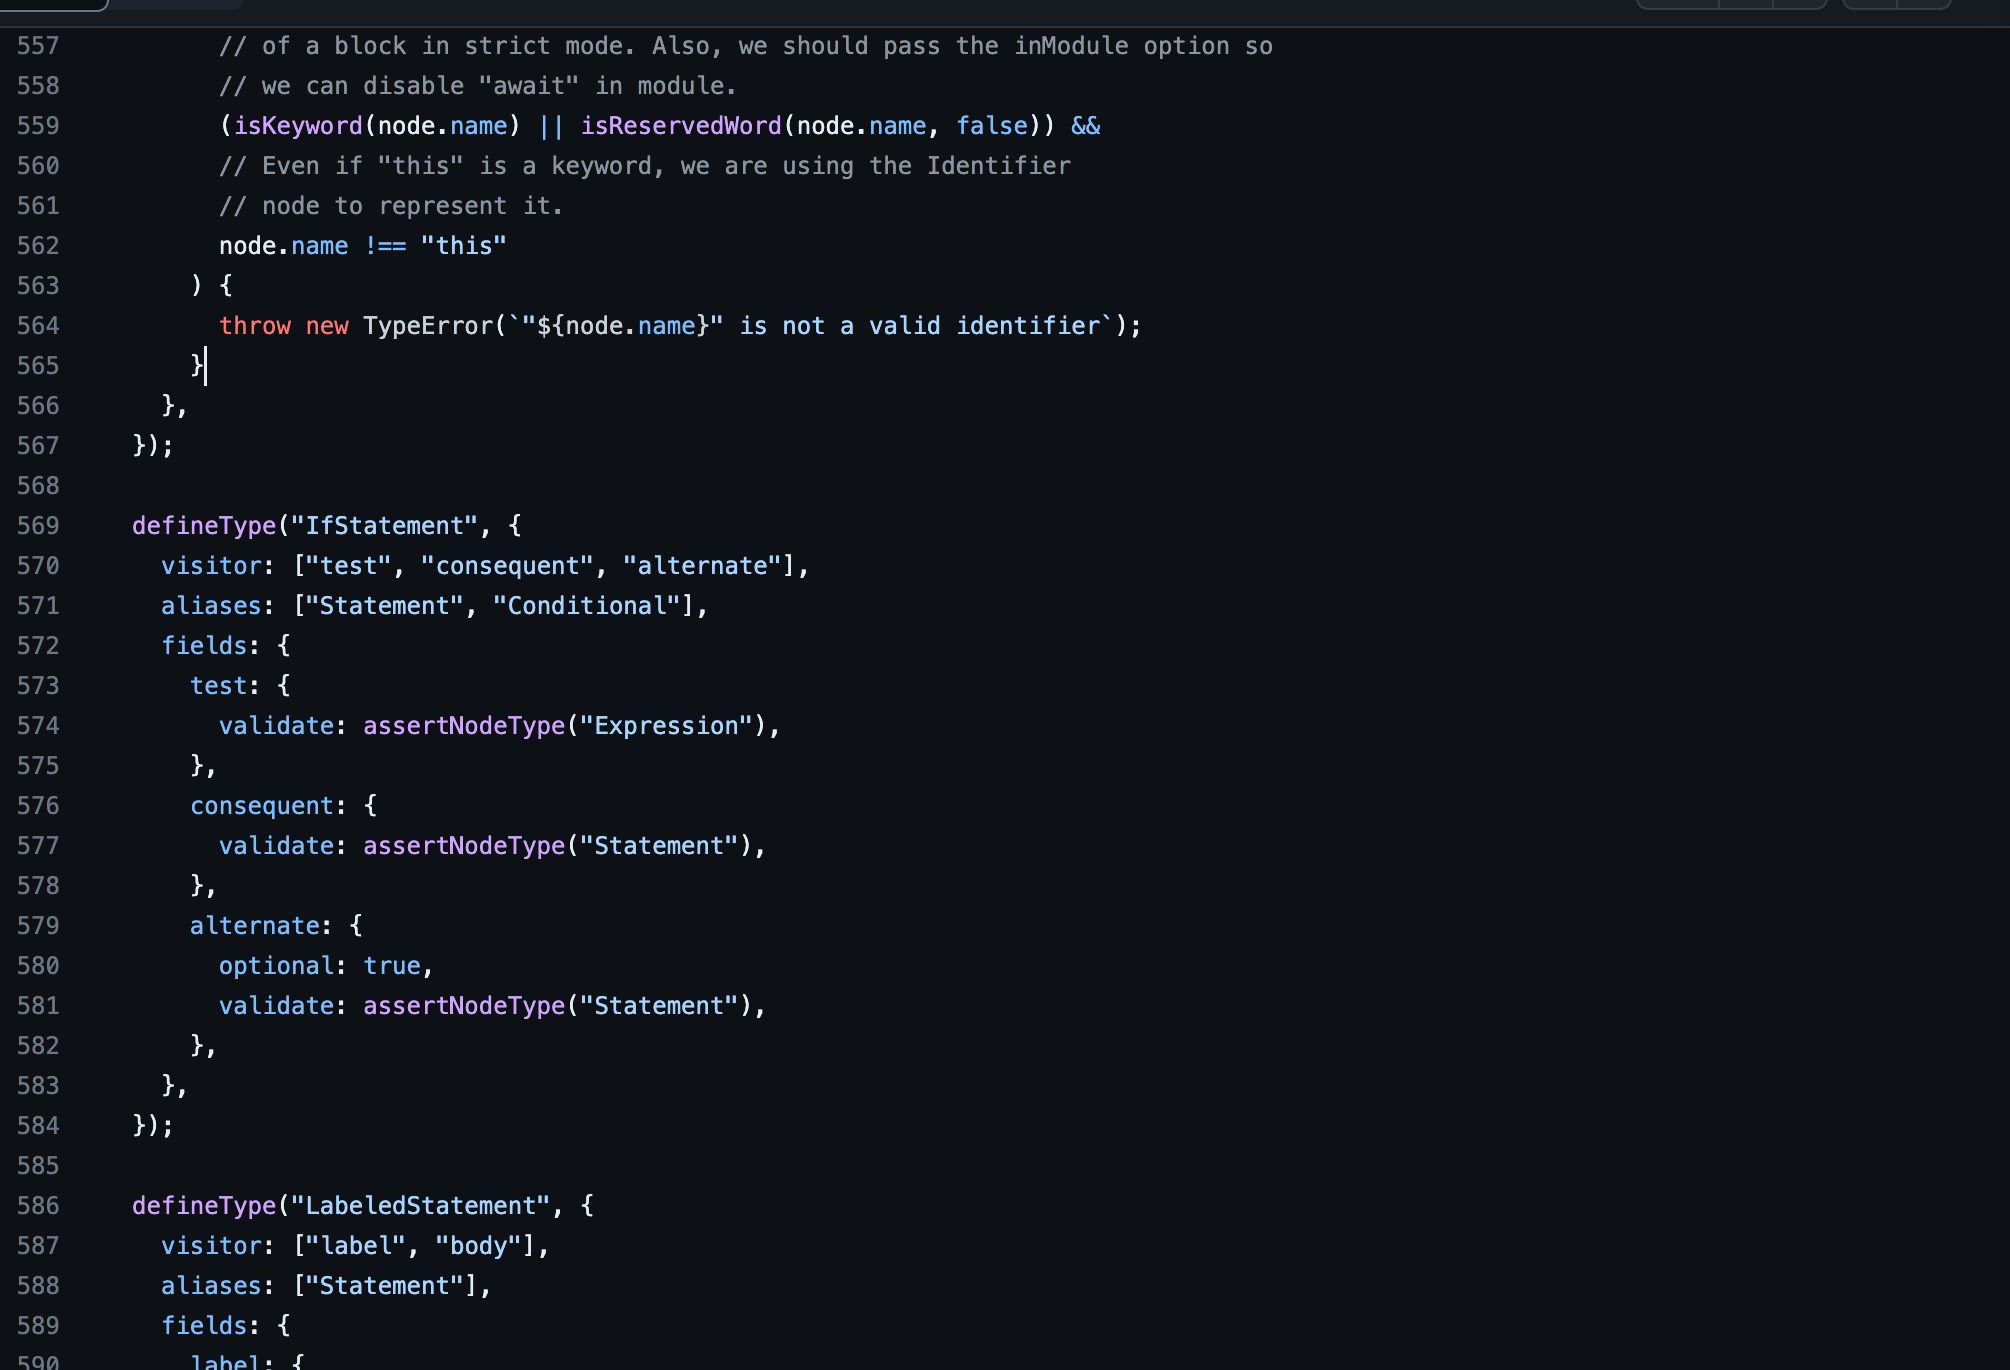 557 // of a block in strict mode. Also, we should pass the inModule option so
558 // we can disable "await" in module.
559 (isKeyword(node.name) || isReservedWord(node.name, false)) &&
560 // Even if "this" is a keyword, we are using the Identifier
561 // node to represent it.
562 node.name !== "this"
563 ) {
564 throw new TypeError(`"${node.name}" is not a valid identifier`);
565 }
566 },
567 });
568
569 defineType("IfStatement", {
570 visitor: ["test", "consequent", "alternate"],
571 aliases: ["Statement", "Conditional"],
572 fields: {
573 test: {
574 validate: assertNodeType("Expression"),
575 },
576 consequent: {
577 validate: assertNodeType("Statement"),
578 },
579 alternate: {
580 optional: true,
581 validate: assertNodeType("Statement"),
582 },
583 },
584 });
585
586 defineType("LabeledStatement", {
587 visitor: ["label", "body"],
588 aliases: ["Statement"],
589 fields: {
590 label: {